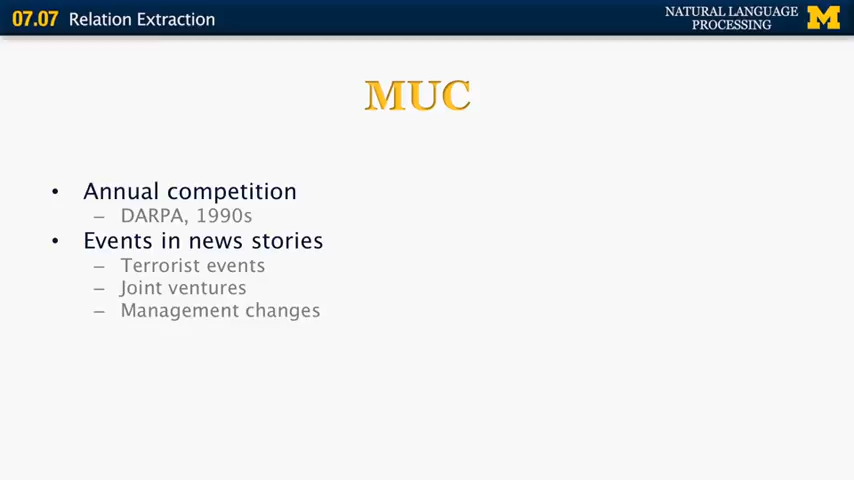 07.07 Relation Extraction
NATURAL LANGUAGE
PROCESSING
M
MUC
• Annual competition
– DARPA, 1990s
• Events in news stories
– Terrorist events
– Joint ventures
– Management changes